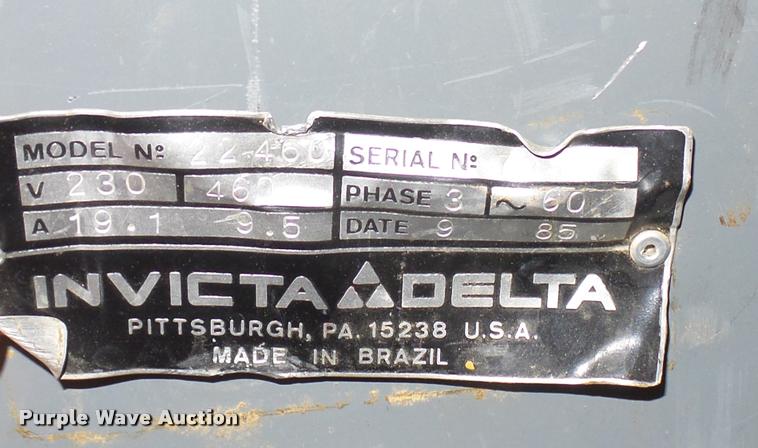 MODEL Nº 22-460 SERIAL Nº
V 230 460 PHASE 3 ~ 60
A 19.1 9.5 DATE 9 85
INVICTA DELTA
PITTSBURGH, PA. 15238 U.S.A.
MADE IN BRAZIL
Purple Wave Auction